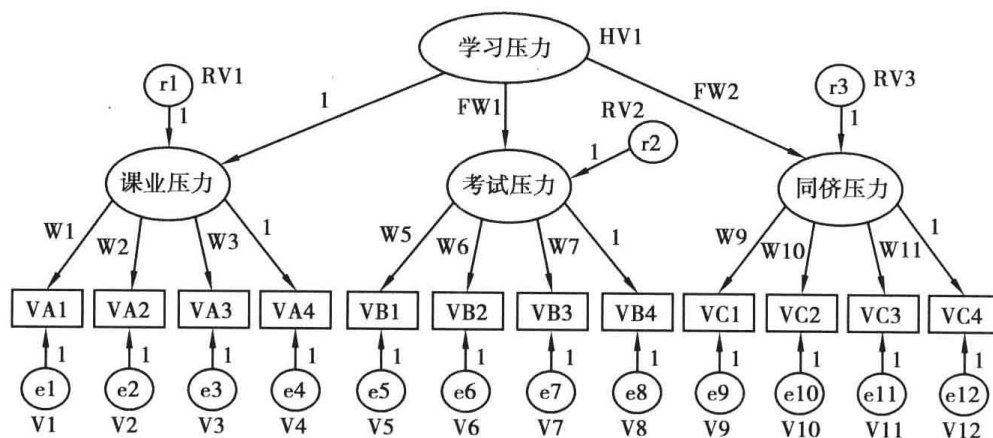 学习压力 HV1
r1 RV1
1
1
FW1
FW2
r3 RV3
1
RV2
r2
1
课业压力
考试压力
同侪压力
W1 W2 W3 1
W5 W6 W7 1
W9 W10 W11 1
VA1 VA2 VA3 VA4 VB1 VB2 VB3 VB4 VC1 VC2 VC3 VC4
1 1 1 1 1 1 1 1 1 1 1 1
e1 e2 e3 e4 e5 e6 e7 e8 e9 e10 e11 e12
V1 V2 V3 V4 V5 V6 V7 V8 V9 V10 V11 V12